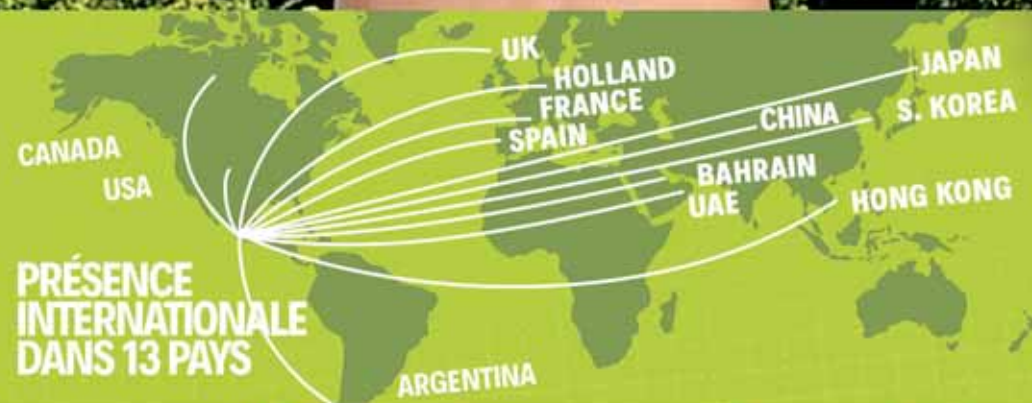 UK
HOLLAND
FRANCE
SPAIN
JAPAN
CHINA
S. KOREA
CANADA
USA
BAHRAIN
UAE
HONG KONG
PRÉSENCE
INTERNATIONALE
DANS 13 PAYS
ARGENTINA